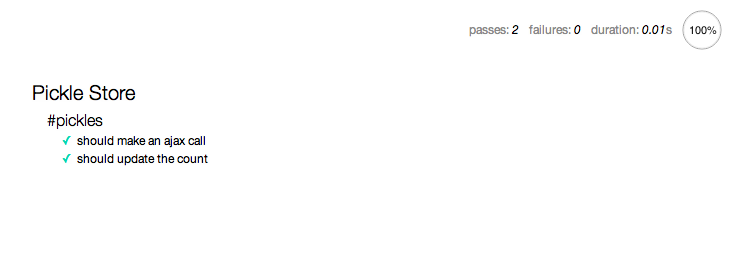 passes: 2 failures: 0 duration: 0.01s 100%
Pickle Store
#pickles
✓ should make an ajax call
✓ should update the count